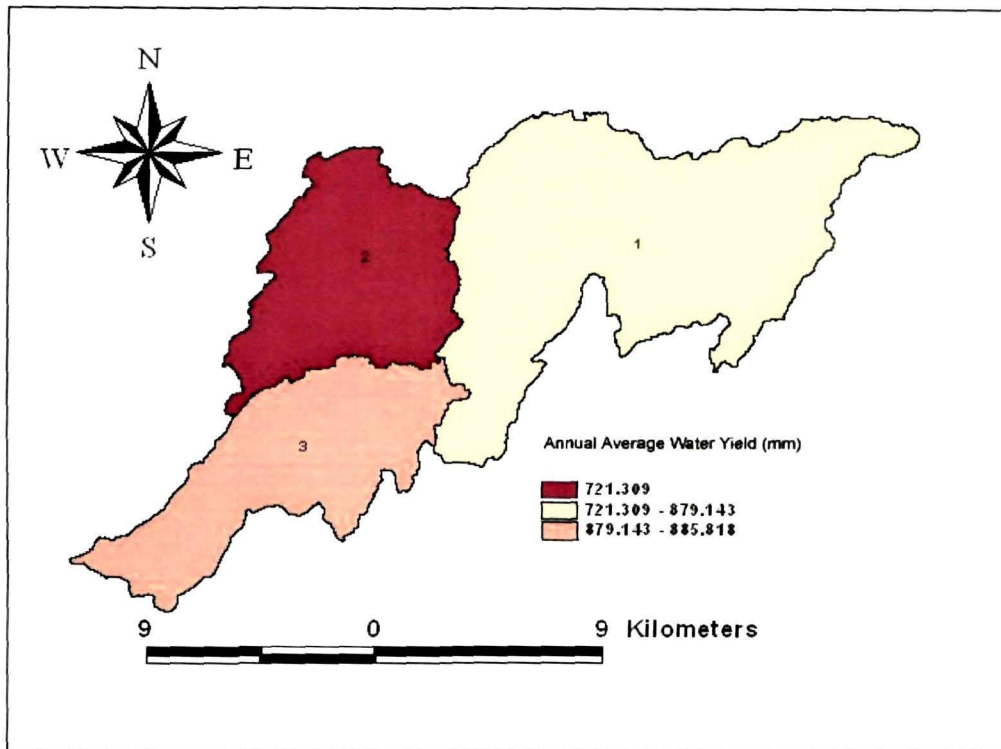 N
W E
S
2
1
3
Annual Average Water Yield (mm)
721.309
721.309 - 879.143
879.143 - 885.818
9 0 9 Kilometers